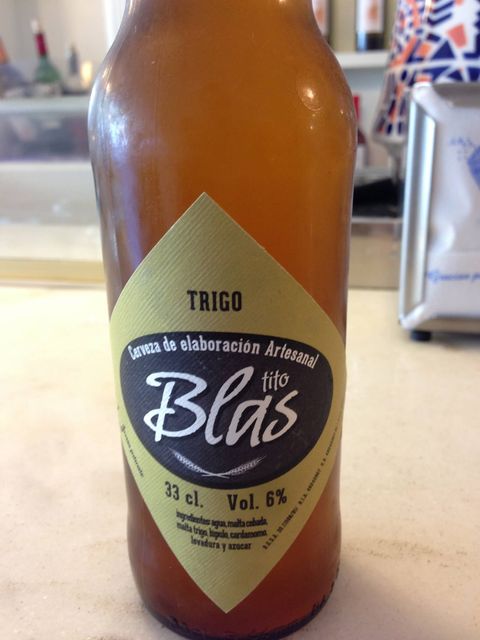 TRIGO
Cerveza de elaboración Artesanal
tito
Blas
33 cl. Vol. 6%
ingredientes: agua, malta cebada,
malta trigo, lúpulo, cardamomo,
levadura y azucar